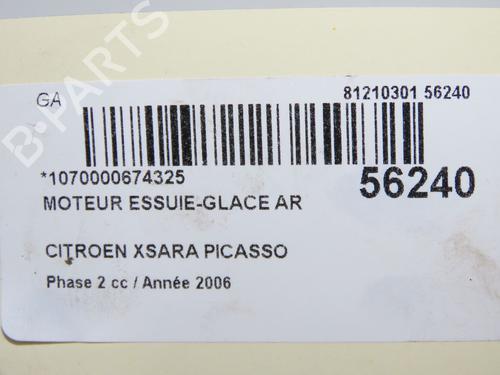 GA
81210301 56240
*1070000674325
56240
MOTEUR ESSUIE-GLACE AR
CITROEN XSARA PICASSO
Phase 2 cc / Année 2006
B-PARTS